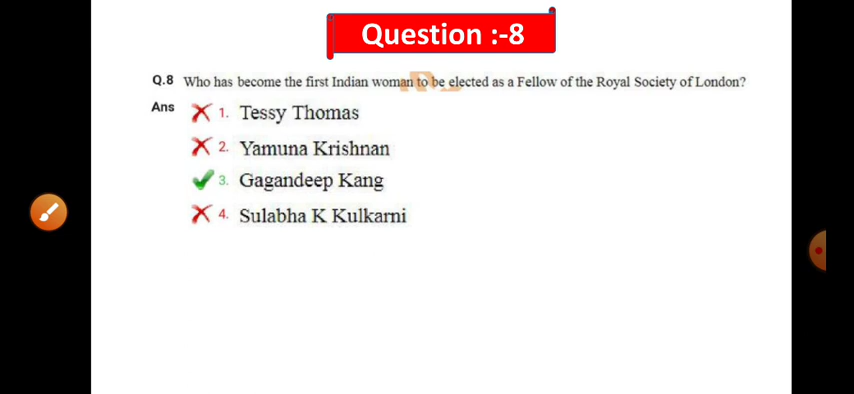 Question :-8
Q.8 Who has become the first Indian woman to be elected as a Fellow of the Royal Society of London?
Ans 1. Tessy Thomas
2. Yamuna Krishnan
3. Gagandeep Kang
4. Sulabha K Kulkarni